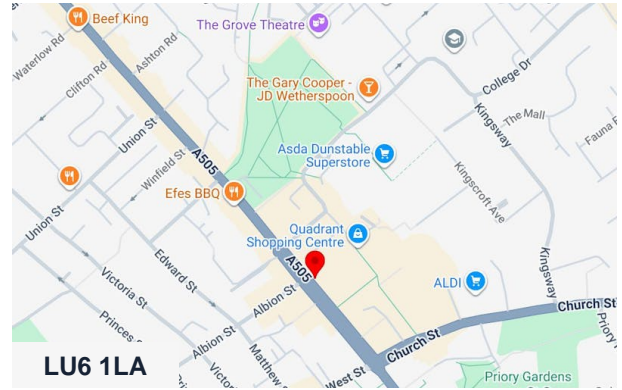 Beef King
The Grove Theatre
Waterlow Rd
Clifton Rd
Ashton Rd
College Dr
The Gary Cooper -
JD Wetherspoon
Kingsway
The Mall
Fauna R
Union St
Winfield St
A505
Asda Dunstable
Superstore
Kingscroft Ave
Efes BBQ
Union St
Quadrant
Shopping Centre
Edward St
A505
Victoria St
ALDI
Kingsway
Albion St
Princes S
Church St
Albion St
Matthew S
Church St
Priory
West St
LU6 1LA
Priory Gardens